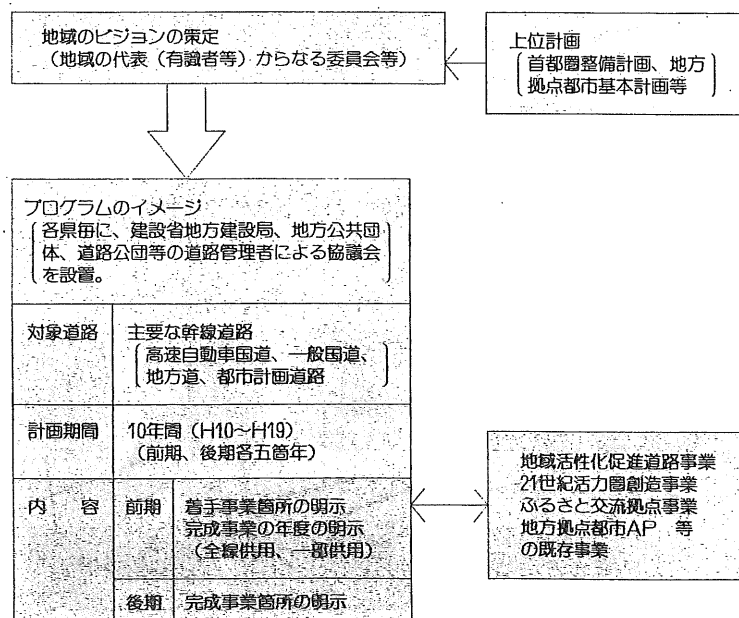 地域のビジョンの策定
（地域の代表（有識者等）からなる委員会等）
上位計画
首都圏整備計画、地方
拠点都市基本計画等
プログラムのイメージ
各県毎に、建設省地方建設局、地方公共団
体、道路公団等の道路管理者による協議会
を設置。
対象道路
主要な幹線道路
高速自動車国道、一般国道、
地方道、都市計画道路
計画期間
10年間（H10～H19）
（前期、後期各五箇年）
内　容
前期
着手事業箇所の明示
完成事業の年度の明示
（全線供用、一部供用）
後期
完成事業箇所の明示
地域活性化促進道路事業
21世紀活力圏創造事業
ふるさと交流拠点事業
地方拠点都市AP　等
の既存事業